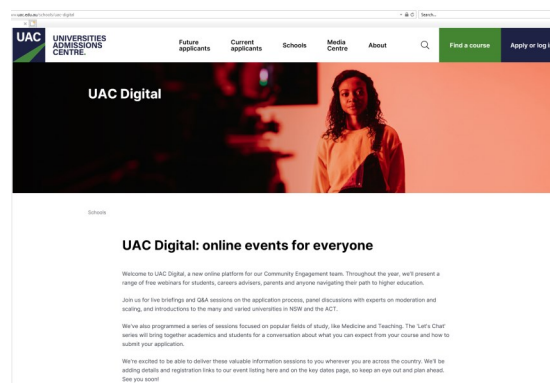 www.uac.edu.au/schools/uac-digital
Search...
UAC
UNIVERSITIES
ADMISSIONS
CENTRE.
Future
applicants
Current
applicants
Schools
Media
Centre
About
Find a course
Apply or log i
UAC Digital
Schools
UAC Digital: online events for everyone
Welcome to UAC Digital, a new online platform for our Community Engagement team. Throughout the year, we'll present a
range of free webinars for students, careers advisers, parents and anyone navigating their path to higher education.
Join us for live briefings and Q&A sessions on the application process, panel discussions with experts on moderation and
scaling, and introductions to the many and varied universities in NSW and the ACT.
We've also programmed a series of sessions focused on popular fields of study, like Medicine and Teaching. The 'Let's Chat'
series will bring together academics and students for a conversation about what you can expect from your course and how to
submit your application.
We're excited to be able to deliver these valuable information sessions to you wherever you are across the country. We'll be
adding details and registration links to our event listing here and on the key dates page, so keep an eye out and plan ahead.
See you soon!